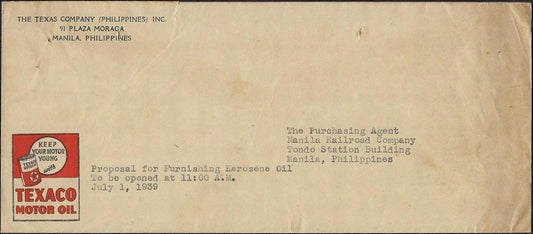 THE TEXAS COMPANY (PHILIPPINES) INC.
91 PLAZA MORAGA
MANILA, PHILIPPINES
The Purchasing Agent
Manila Railroad Company
Tondo Station Building
Manila, Philippines
Proposal for Furnishing Kerosene Oil
To be opened at 11:00 A.M.
July 1, 1939
KEEP
YOUR MOTOR
YOUNG
with
TEXACO
MOTOR OIL